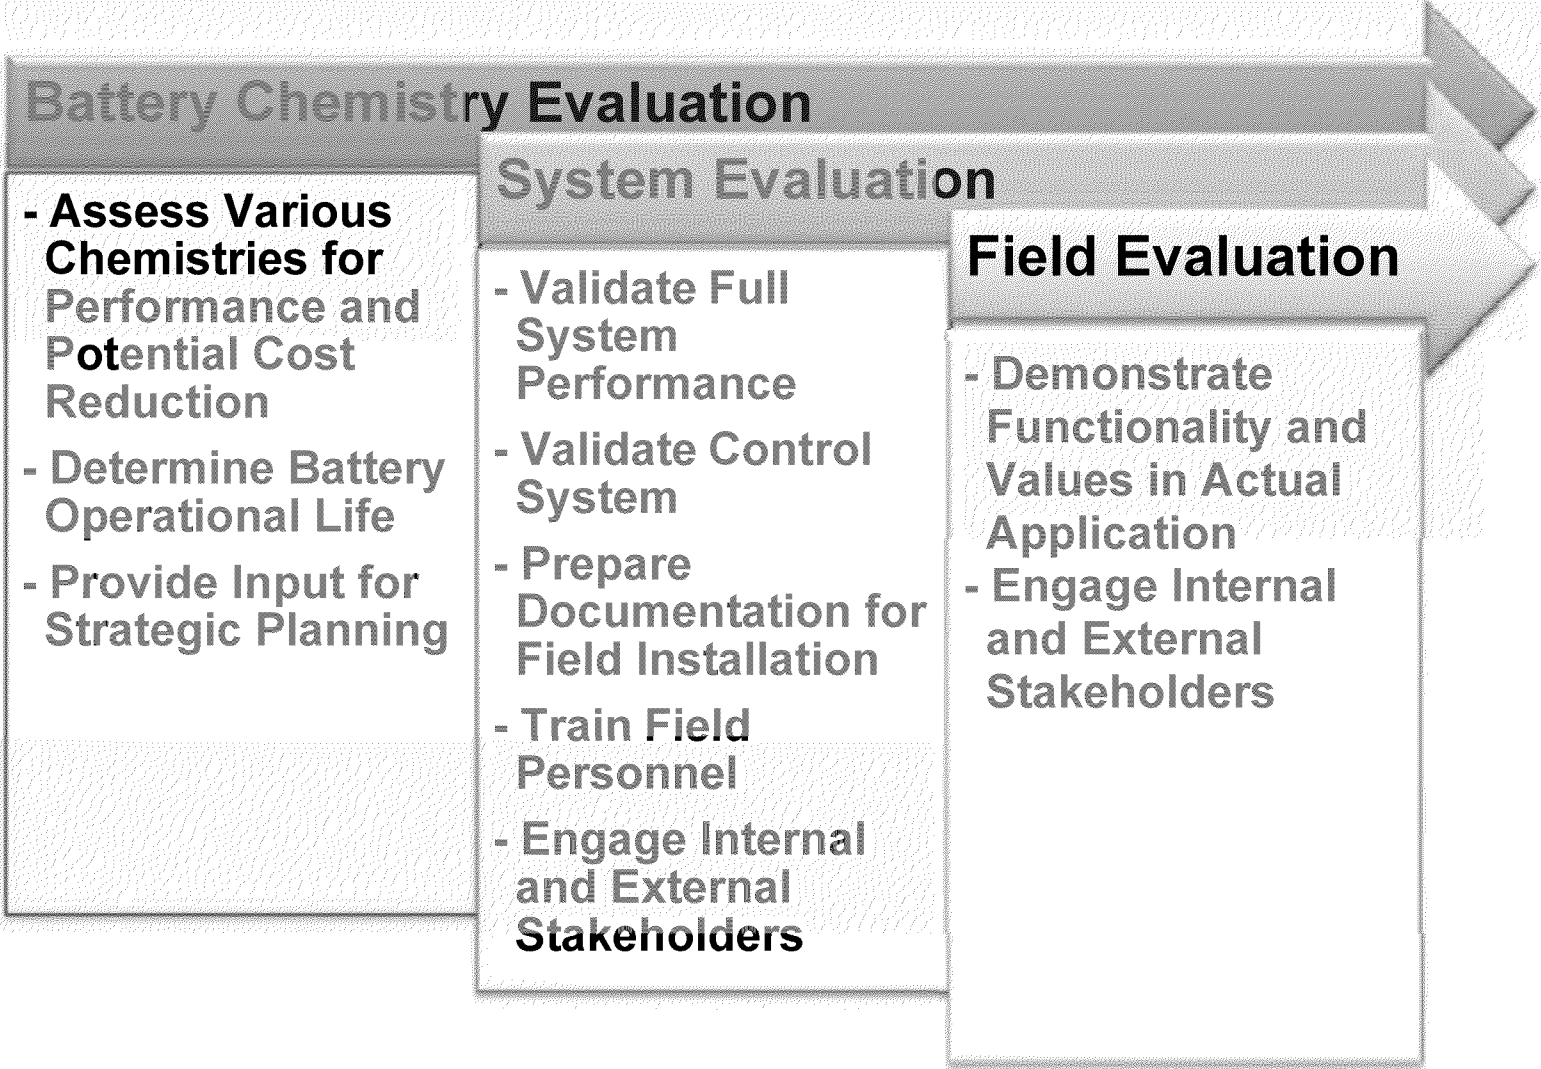 Battery Chemistry Evaluation
- Assess Various
Chemistries for
Performance and
Potential Cost
Reduction
- Determine Battery
Operational Life
- Provide Input for
Strategic Planning
System Evaluation
- Validate Full
System
Performance
- Validate Control
System
- Prepare
Documentation for
Field Installation
- Train Field
Personnel
- Engage Internal
and External
Stakeholders
Field Evaluation
- Demonstrate
Functionality and
Values in Actual
Application
- Engage Internal
and External
Stakeholders